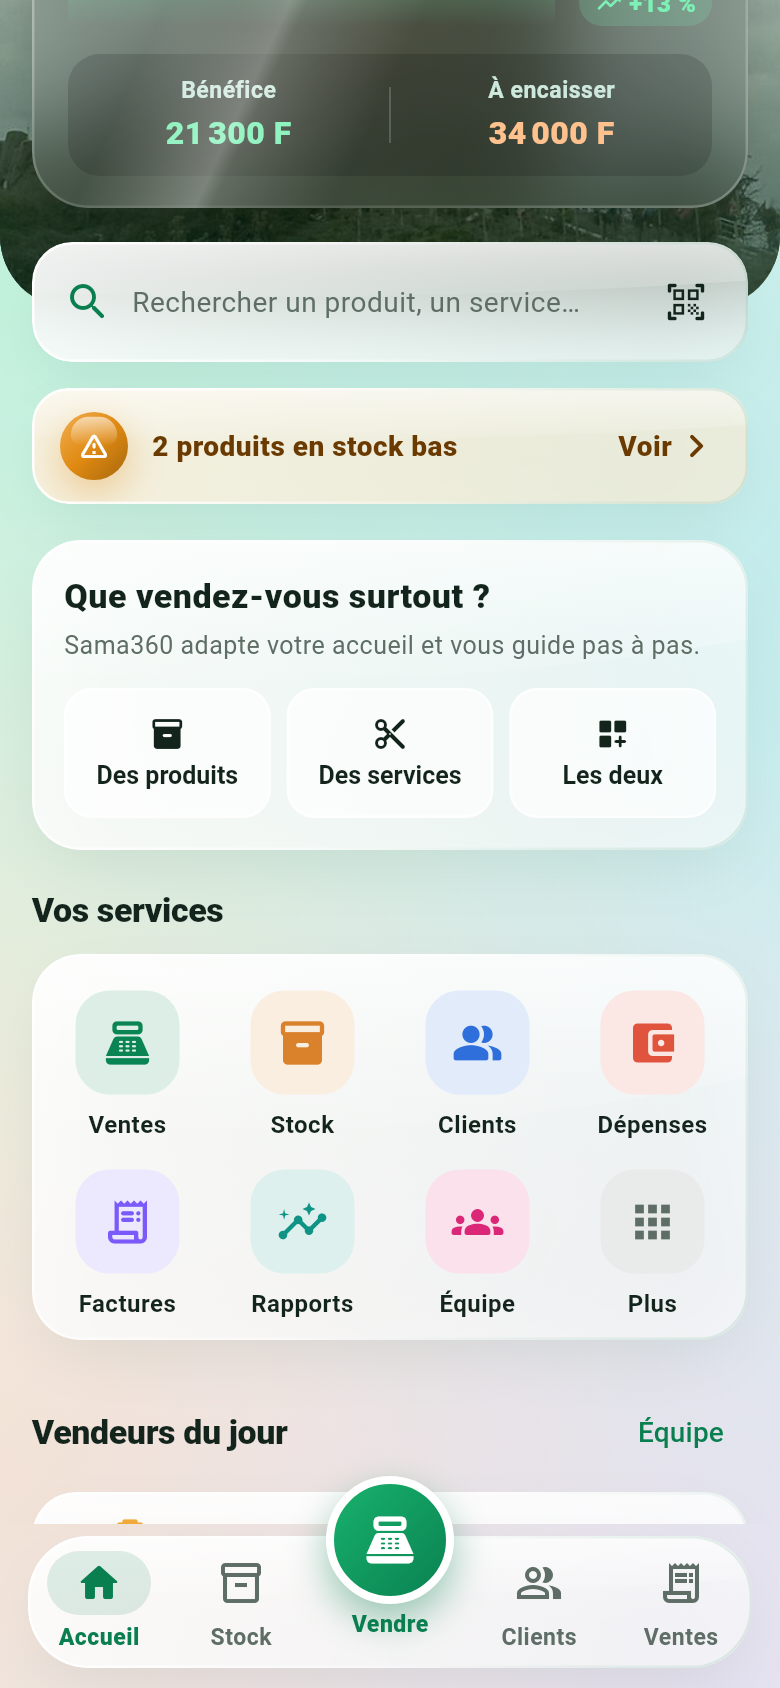 +13 %
Bénéfice
À encaisser
21 300 F
34 000 F
Rechercher un produit, un service...
2 produits en stock bas
Voir
Que vendez-vous surtout ?
Sama360 adapte votre accueil et vous guide pas à pas.
Des produits
Des services
Les deux
Vos services
Ventes
Stock
Clients
Dépenses
Factures
Rapports
Équipe
Plus
Vendeurs du jour
Équipe
Accueil
Stock
Vendre
Clients
Ventes